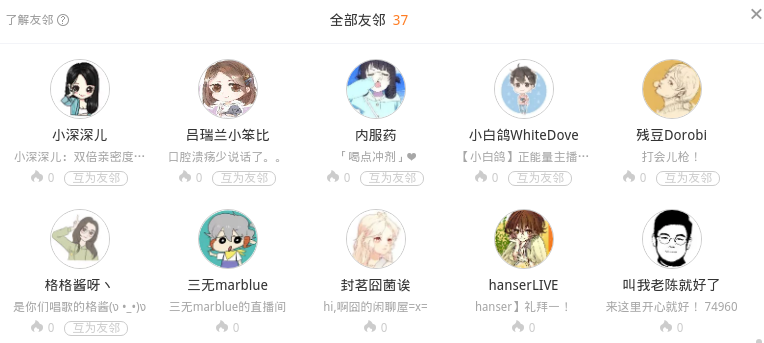 了解友邻 ?
全部友邻 37
小深深儿 吕瑞兰小笨比 内服药 小白鸽WhiteDove 残豆Dorobi
小深深儿：双倍亲密度… 口腔溃疡少说话了。。 「喝点冲剂」❤ 【小白鸽】正能量主播… 打会儿枪！
0 互为友邻 0 互为友邻 0 互为友邻 0 互为友邻 0 互为友邻
格格酱呀丶 三无marblue 封茗囧菌诶 hanserLIVE 叫我老陈就好了
是你们唱歌的格酱(ʋ •_•)ʋ 三无marblue的直播间 hi,啊囧的闲聊屋=x= hanser】礼拜一！ 来这里开心就好！ 74960
0 互为友邻 0 0 0 0